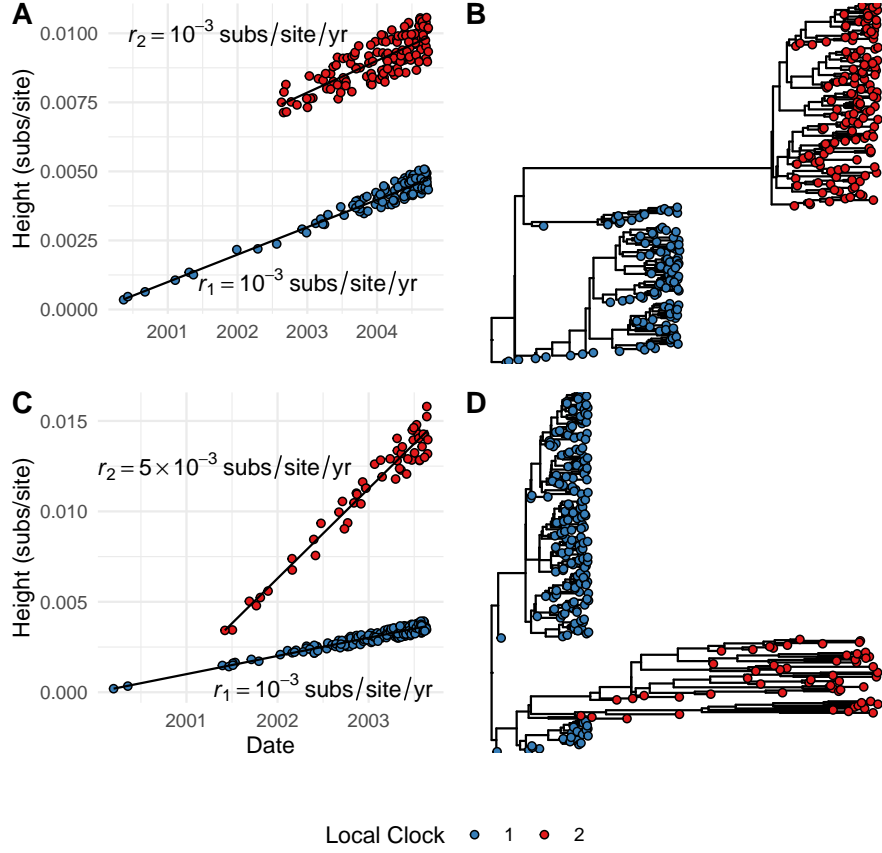 A
B
Height (subs/site)
0.0100
0.0075
0.0050
0.0025
0.0000
r₂ = 10⁻³ subs/site/yr
r₁ = 10⁻³ subs/site/yr
2001 2002 2003 2004
C
D
Height (subs/site)
0.015
0.010
0.005
0.000
r₂ = 5 × 10⁻³ subs/site/yr
r₁ = 10⁻³ subs/site/yr
2001 2002 2003
Date
Local Clock 1 2